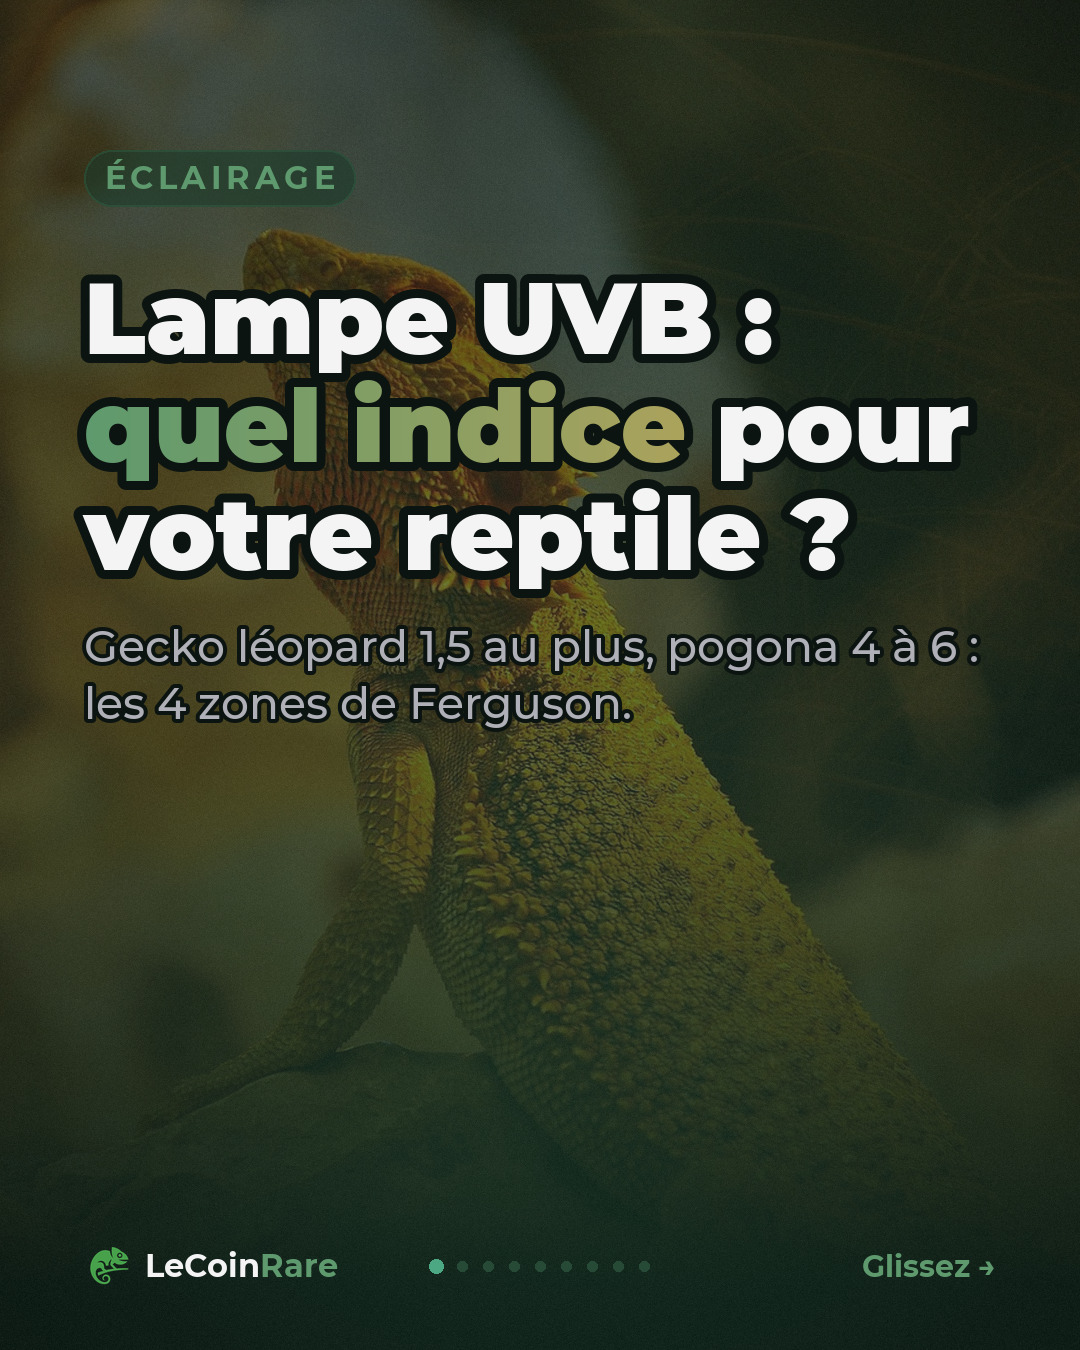 ÉCLAIRAGE
Lampe UVB :
quel indice pour
votre reptile ?
Gecko léopard 1,5 au plus, pogona 4 à 6 :
les 4 zones de Ferguson.
LeCoinRare
Glissez →